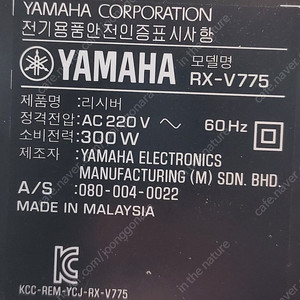 YAMAHA CORPORATION
전기용품안전인증표시사항
YAMAHA 모델명 RX-V775
제품명 : 리시버
정격전압 : AC 220 V ~ 60 Hz
소비전력 : 300 W
제조자 : YAMAHA ELECTRONICS
MANUFACTURING (M) SDN. BHD.
A/S : 080-004-0022
MADE IN MALAYSIA
KCC-REM-YCJ-RX-V775